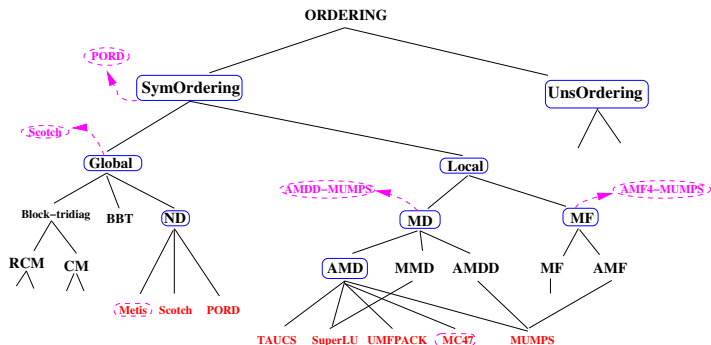 ORDERING
PORD
SymOrdering
UnsOrdering
Scotch
Global
Local
AMDD-MUMPS
AMF4-MUMPS
Block-tridiag
BBT
ND
MD
MF
RCM
CM
AMD
MMD
AMDD
MF
AMF
Metis
Scotch
PORD
TAUCS
SuperLU
UMFPACK
MC47
MUMPS